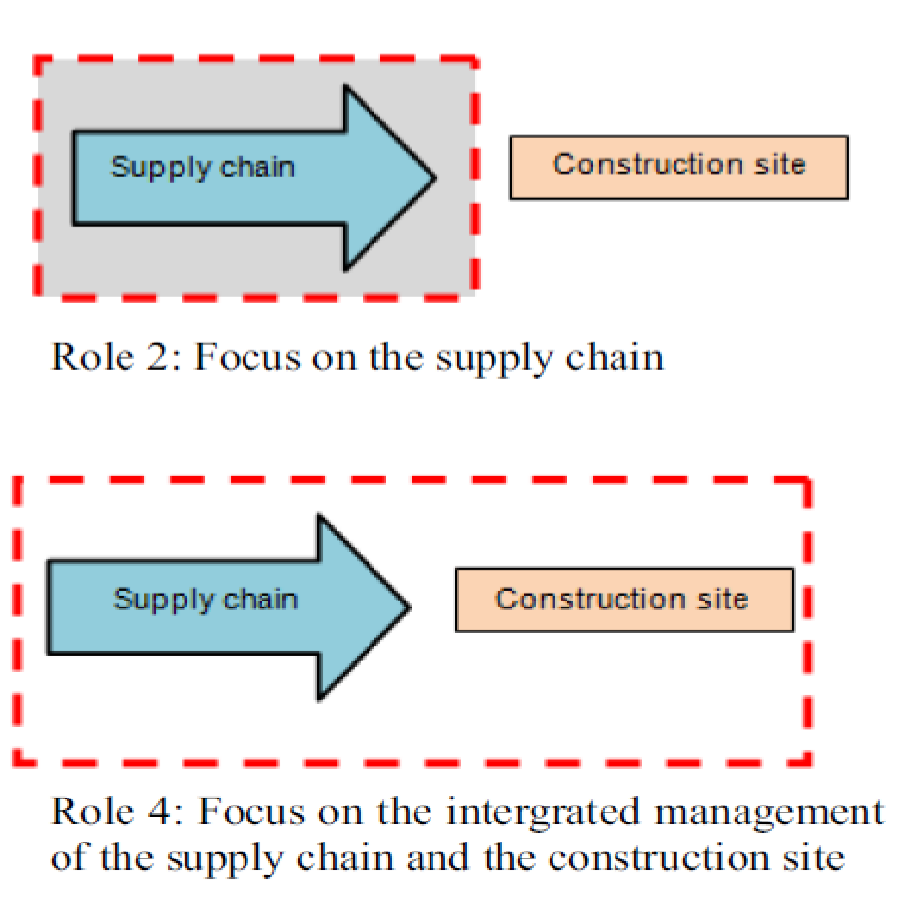 Supply chain
Construction site
Role 2: Focus on the supply chain
Supply chain
Construction site
Role 4: Focus on the intergrated management
of the supply chain and the construction site